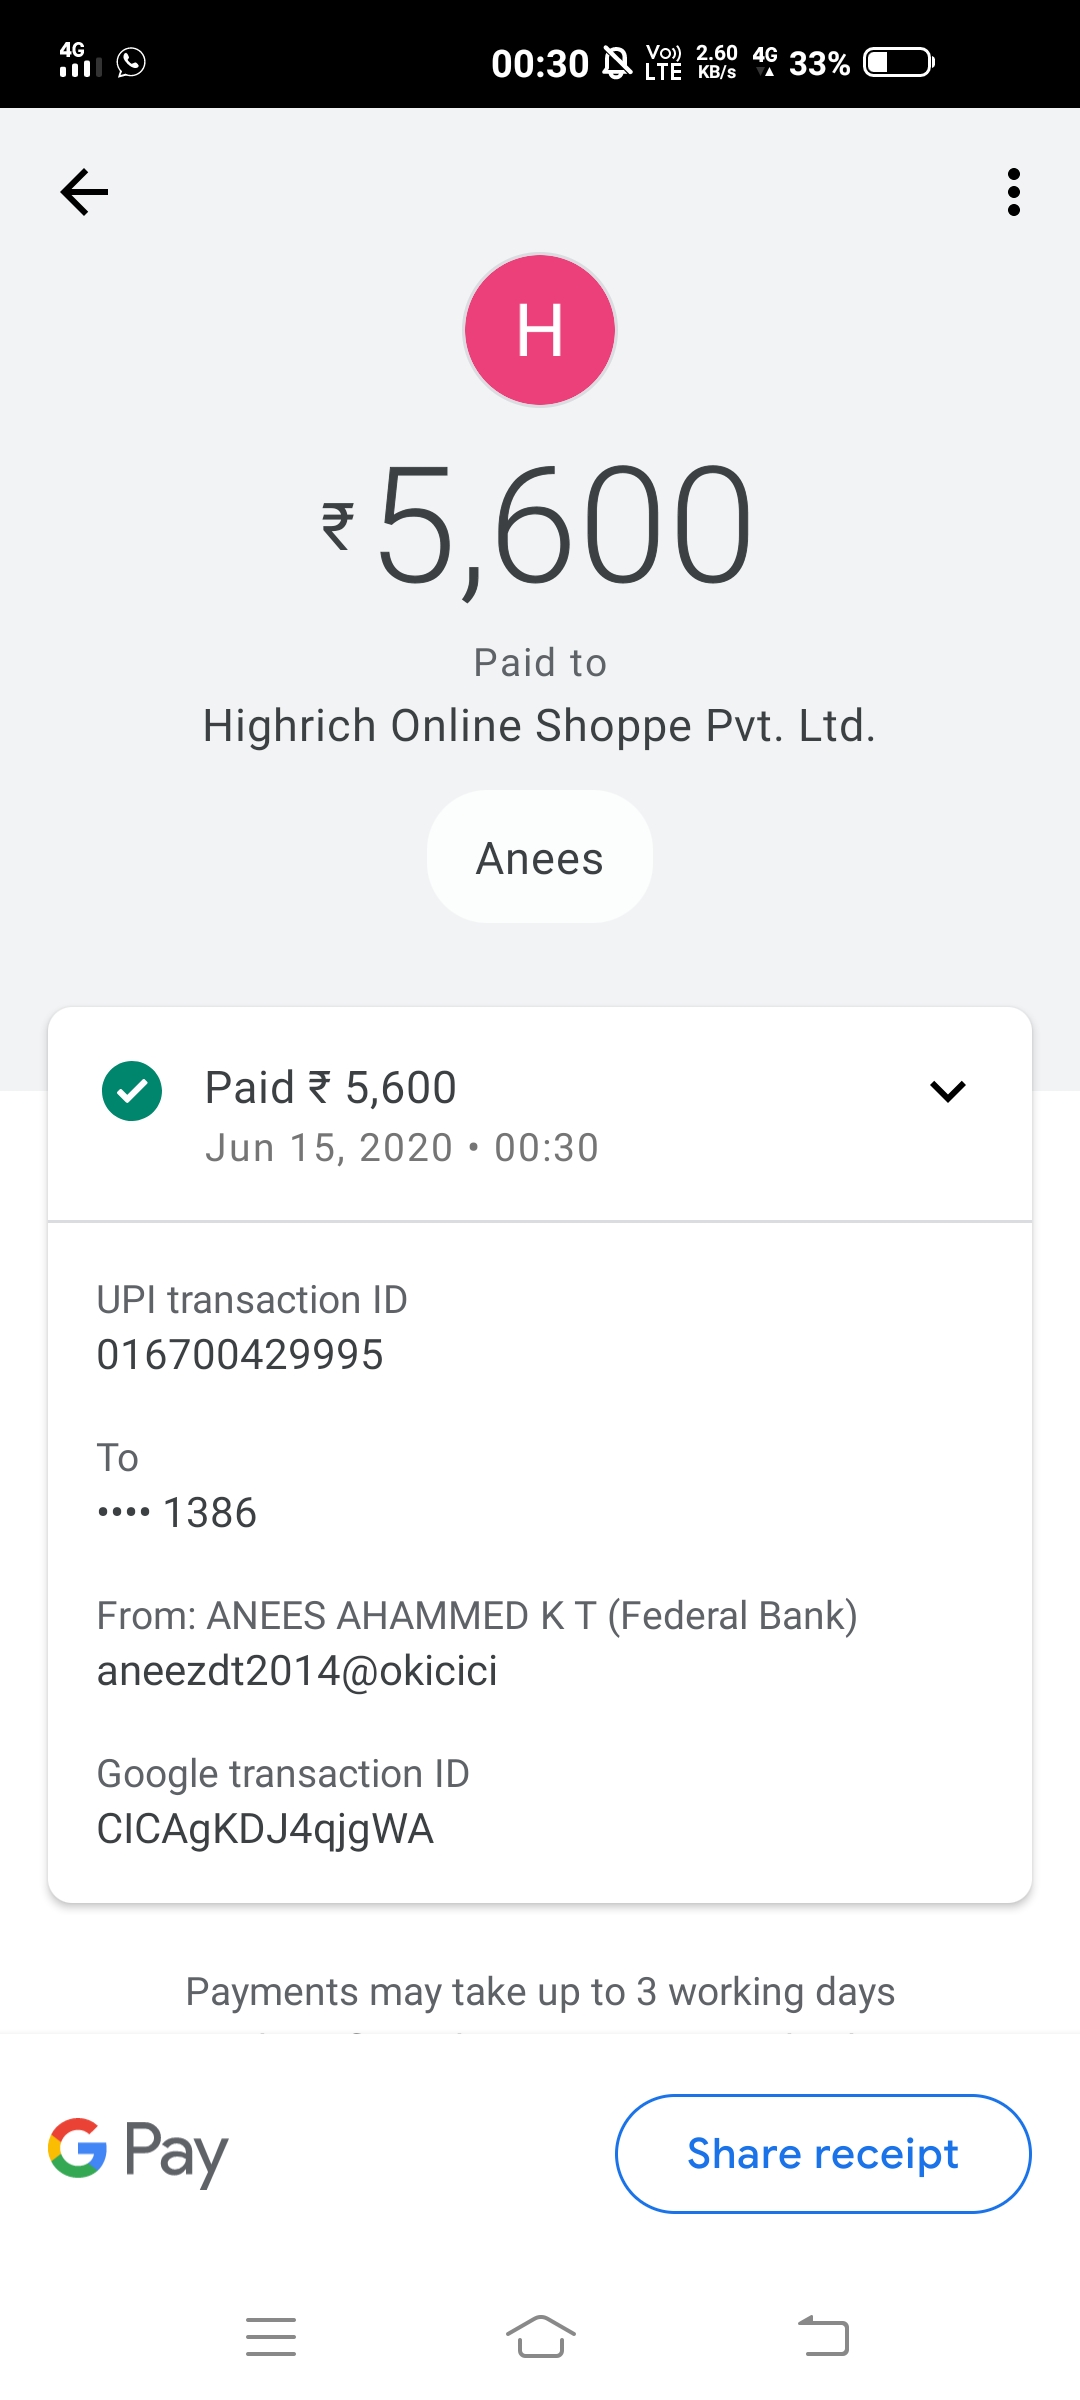 4G
00:30 Vo)) LTE 2.60 KB/s 4G 33%
H
₹5,600
Paid to
Highrich Online Shoppe Pvt. Ltd.
Anees
Paid ₹ 5,600
Jun 15, 2020 • 00:30
UPI transaction ID
016700429995
To
•••• 1386
From: ANEES AHAMMED K T (Federal Bank)
aneezdt2014@okicici
Google transaction ID
CICAgKDJ4qjgWA
Payments may take up to 3 working days
G Pay
Share receipt